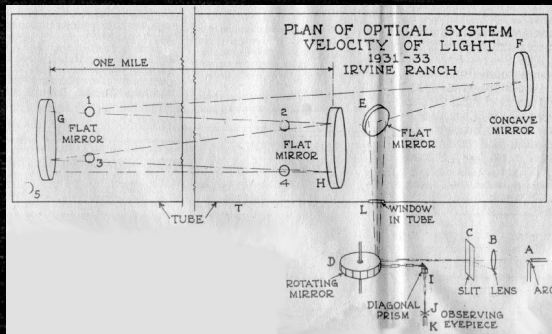 PLAN OF OPTICAL SYSTEM
VELOCITY OF LIGHT
1931-33
IRVINE RANCH
F
ONE MILE
CONCAVE
MIRROR
G
1
FLAT
MIRROR
3
5
2
FLAT
MIRROR
4
H
E
FLAT
MIRROR
TUBE
T
L
WINDOW
IN TUBE
D
ROTATING
MIRROR
C
B
A
SLIT
LENS
ARC
I
DIAGONAL
PRISM
J
OBSERVING
K
EYEPIECE